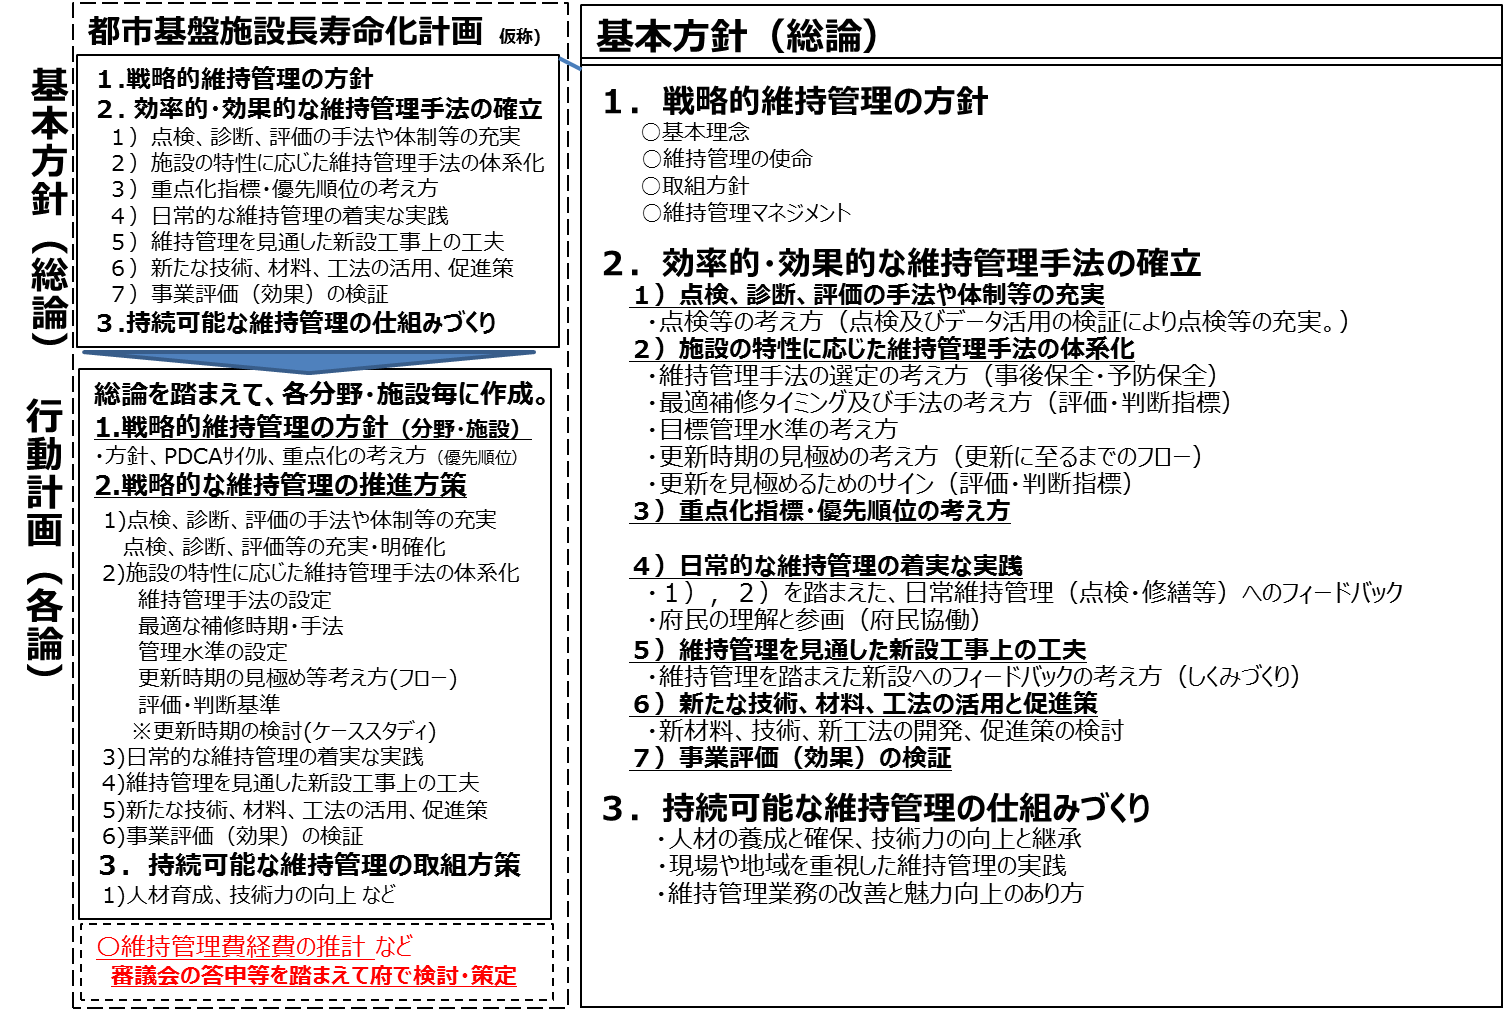 都市基盤施設長寿命化計画 仮称)
基本方針（総論）
１.戦略的維持管理の方針
２．効率的・効果的な維持管理手法の確立
１）点検、診断、評価の手法や体制等の充実
２）施設の特性に応じた維持管理手法の体系化
３）重点化指標・優先順位の考え方
４）日常的な維持管理の着実な実践
５）維持管理を見通した新設工事上の工夫
６）新たな技術、材料、工法の活用、促進策
７）事業評価（効果）の検証
３.持続可能な維持管理の仕組みづくり
行動計画（各論）
総論を踏まえて、各分野・施設毎に作成。
1.戦略的維持管理の方針（分野・施設）
・方針、PDCAｻｲｸﾙ、重点化の考え方（優先順位）
2.戦略的な維持管理の推進方策
1)点検、診断、評価の手法や体制等の充実
点検、診断、評価等の充実・明確化
2)施設の特性に応じた維持管理手法の体系化
維持管理手法の設定
最適な補修時期・手法
管理水準の設定
更新時期の見極め等考え方(フロー)
評価・判断基準
※更新時期の検討(ケーススタディ)
3)日常的な維持管理の着実な実践
4)維持管理を見通した新設工事上の工夫
5)新たな技術、材料、工法の活用、促進策
6)事業評価（効果）の検証
３．持続可能な維持管理の取組方策
1)人材育成、技術力の向上 など
○維持管理費経費の推計 など
審議会の答申等を踏まえて府で検討・策定
基本方針（総論）
１．戦略的維持管理の方針
○基本理念
○維持管理の使命
○取組方針
○維持管理マネジメント
２．効率的・効果的な維持管理手法の確立
１）点検、診断、評価の手法や体制等の充実
・点検等の考え方（点検及びデータ活用の検証により点検等の充実。）
２）施設の特性に応じた維持管理手法の体系化
・維持管理手法の選定の考え方（事後保全・予防保全）
・最適補修タイミング及び手法の考え方（評価・判断指標）
・目標管理水準の考え方
・更新時期の見極めの考え方（更新に至るまでのフロー）
・更新を見極めるためのサイン（評価・判断指標）
３）重点化指標・優先順位の考え方
４）日常的な維持管理の着実な実践
・１），２）を踏まえた、日常維持管理（点検・修繕等）へのフィードバック
・府民の理解と参画（府民協働）
５）維持管理を見通した新設工事上の工夫
・維持管理を踏まえた新設へのフィードバックの考え方（しくみづくり）
６）新たな技術、材料、工法の活用と促進策
・新材料、技術、新工法の開発、促進策の検討
７）事業評価（効果）の検証
３．持続可能な維持管理の仕組みづくり
・人材の養成と確保、技術力の向上と継承
・現場や地域を重視した維持管理の実践
・維持管理業務の改善と魅力向上のあり方